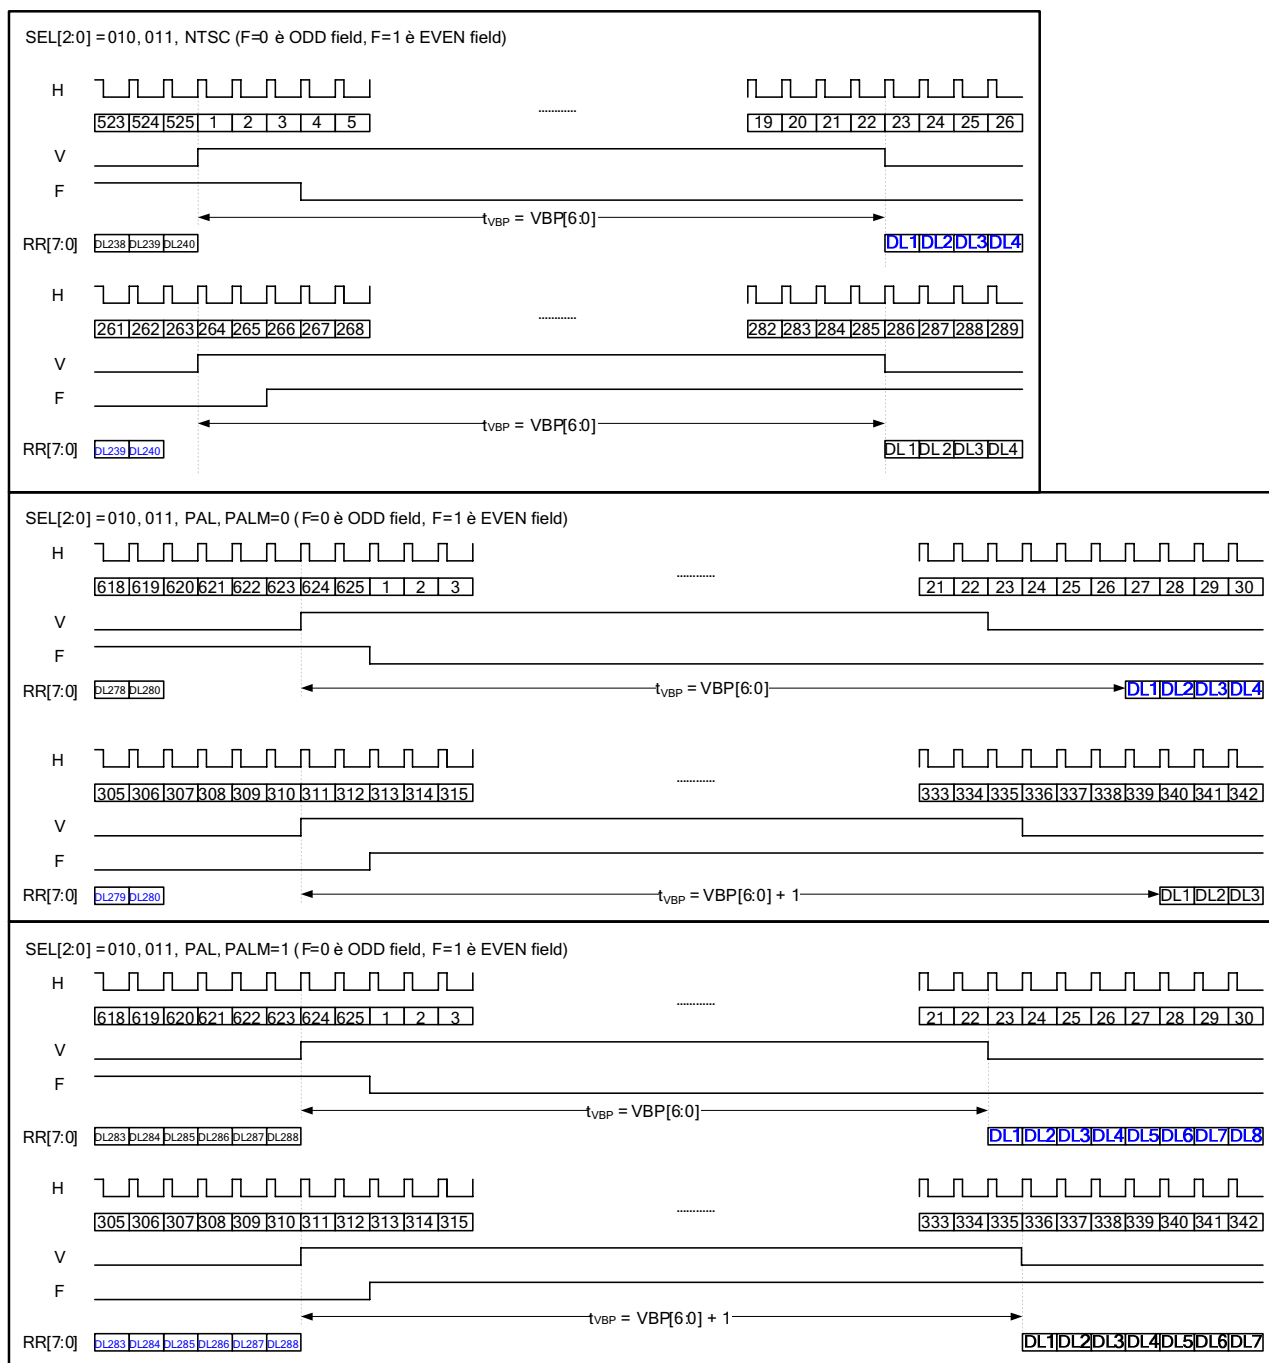 SEL[2:0] = 010, 011, NTSC (F=0 è ODD field, F=1 è EVEN field)
H
............
523 524 525 1 2 3 4 5 19 20 21 22 23 24 25 26
V
F
tVBP = VBP[6:0]
RR[7:0] DL238 DL239 DL240 DL1 DL2 DL3 DL4
H
............
261 262 263 264 265 266 267 268 282 283 284 285 286 287 288 289
V
F
tVBP = VBP[6:0]
RR[7:0] DL239 DL240 DL1 DL2 DL3 DL4
SEL[2:0] = 010, 011, PAL, PALM=0 (F=0 è ODD field, F=1 è EVEN field)
H
............
618 619 620 621 622 623 624 625 1 2 3 21 22 23 24 25 26 27 28 29 30
V
F
RR[7:0] DL278 DL280 tVBP = VBP[6:0] DL1 DL2 DL3 DL4
H
............
305 306 307 308 309 310 311 312 313 314 315 333 334 335 336 337 338 339 340 341 342
V
F
RR[7:0] DL279 DL280 tVBP = VBP[6:0] + 1 DL1 DL2 DL3
SEL[2:0] = 010, 011, PAL, PALM=1 (F=0 è ODD field, F=1 è EVEN field)
H
............
618 619 620 621 622 623 624 625 1 2 3 21 22 23 24 25 26 27 28 29 30
V
F
tVBP = VBP[6:0]
RR[7:0] DL283 DL284 DL285 DL286 DL287 DL288 DL1 DL2 DL3 DL4 DL5 DL6 DL7 DL8
H
............
305 306 307 308 309 310 311 312 313 314 315 333 334 335 336 337 338 339 340 341 342
V
F
tVBP = VBP[6:0] + 1
RR[7:0] DL283 DL284 DL285 DL286 DL287 DL288 DL1 DL2 DL3 DL4 DL5 DL6 DL7